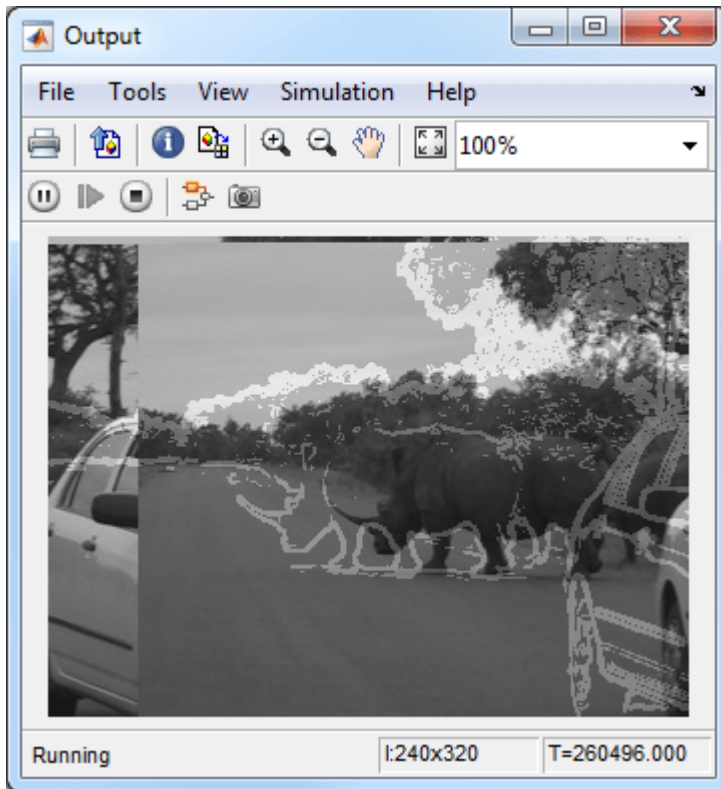 Output
File Tools View Simulation Help
100%
Running I:240x320 T=260496.000